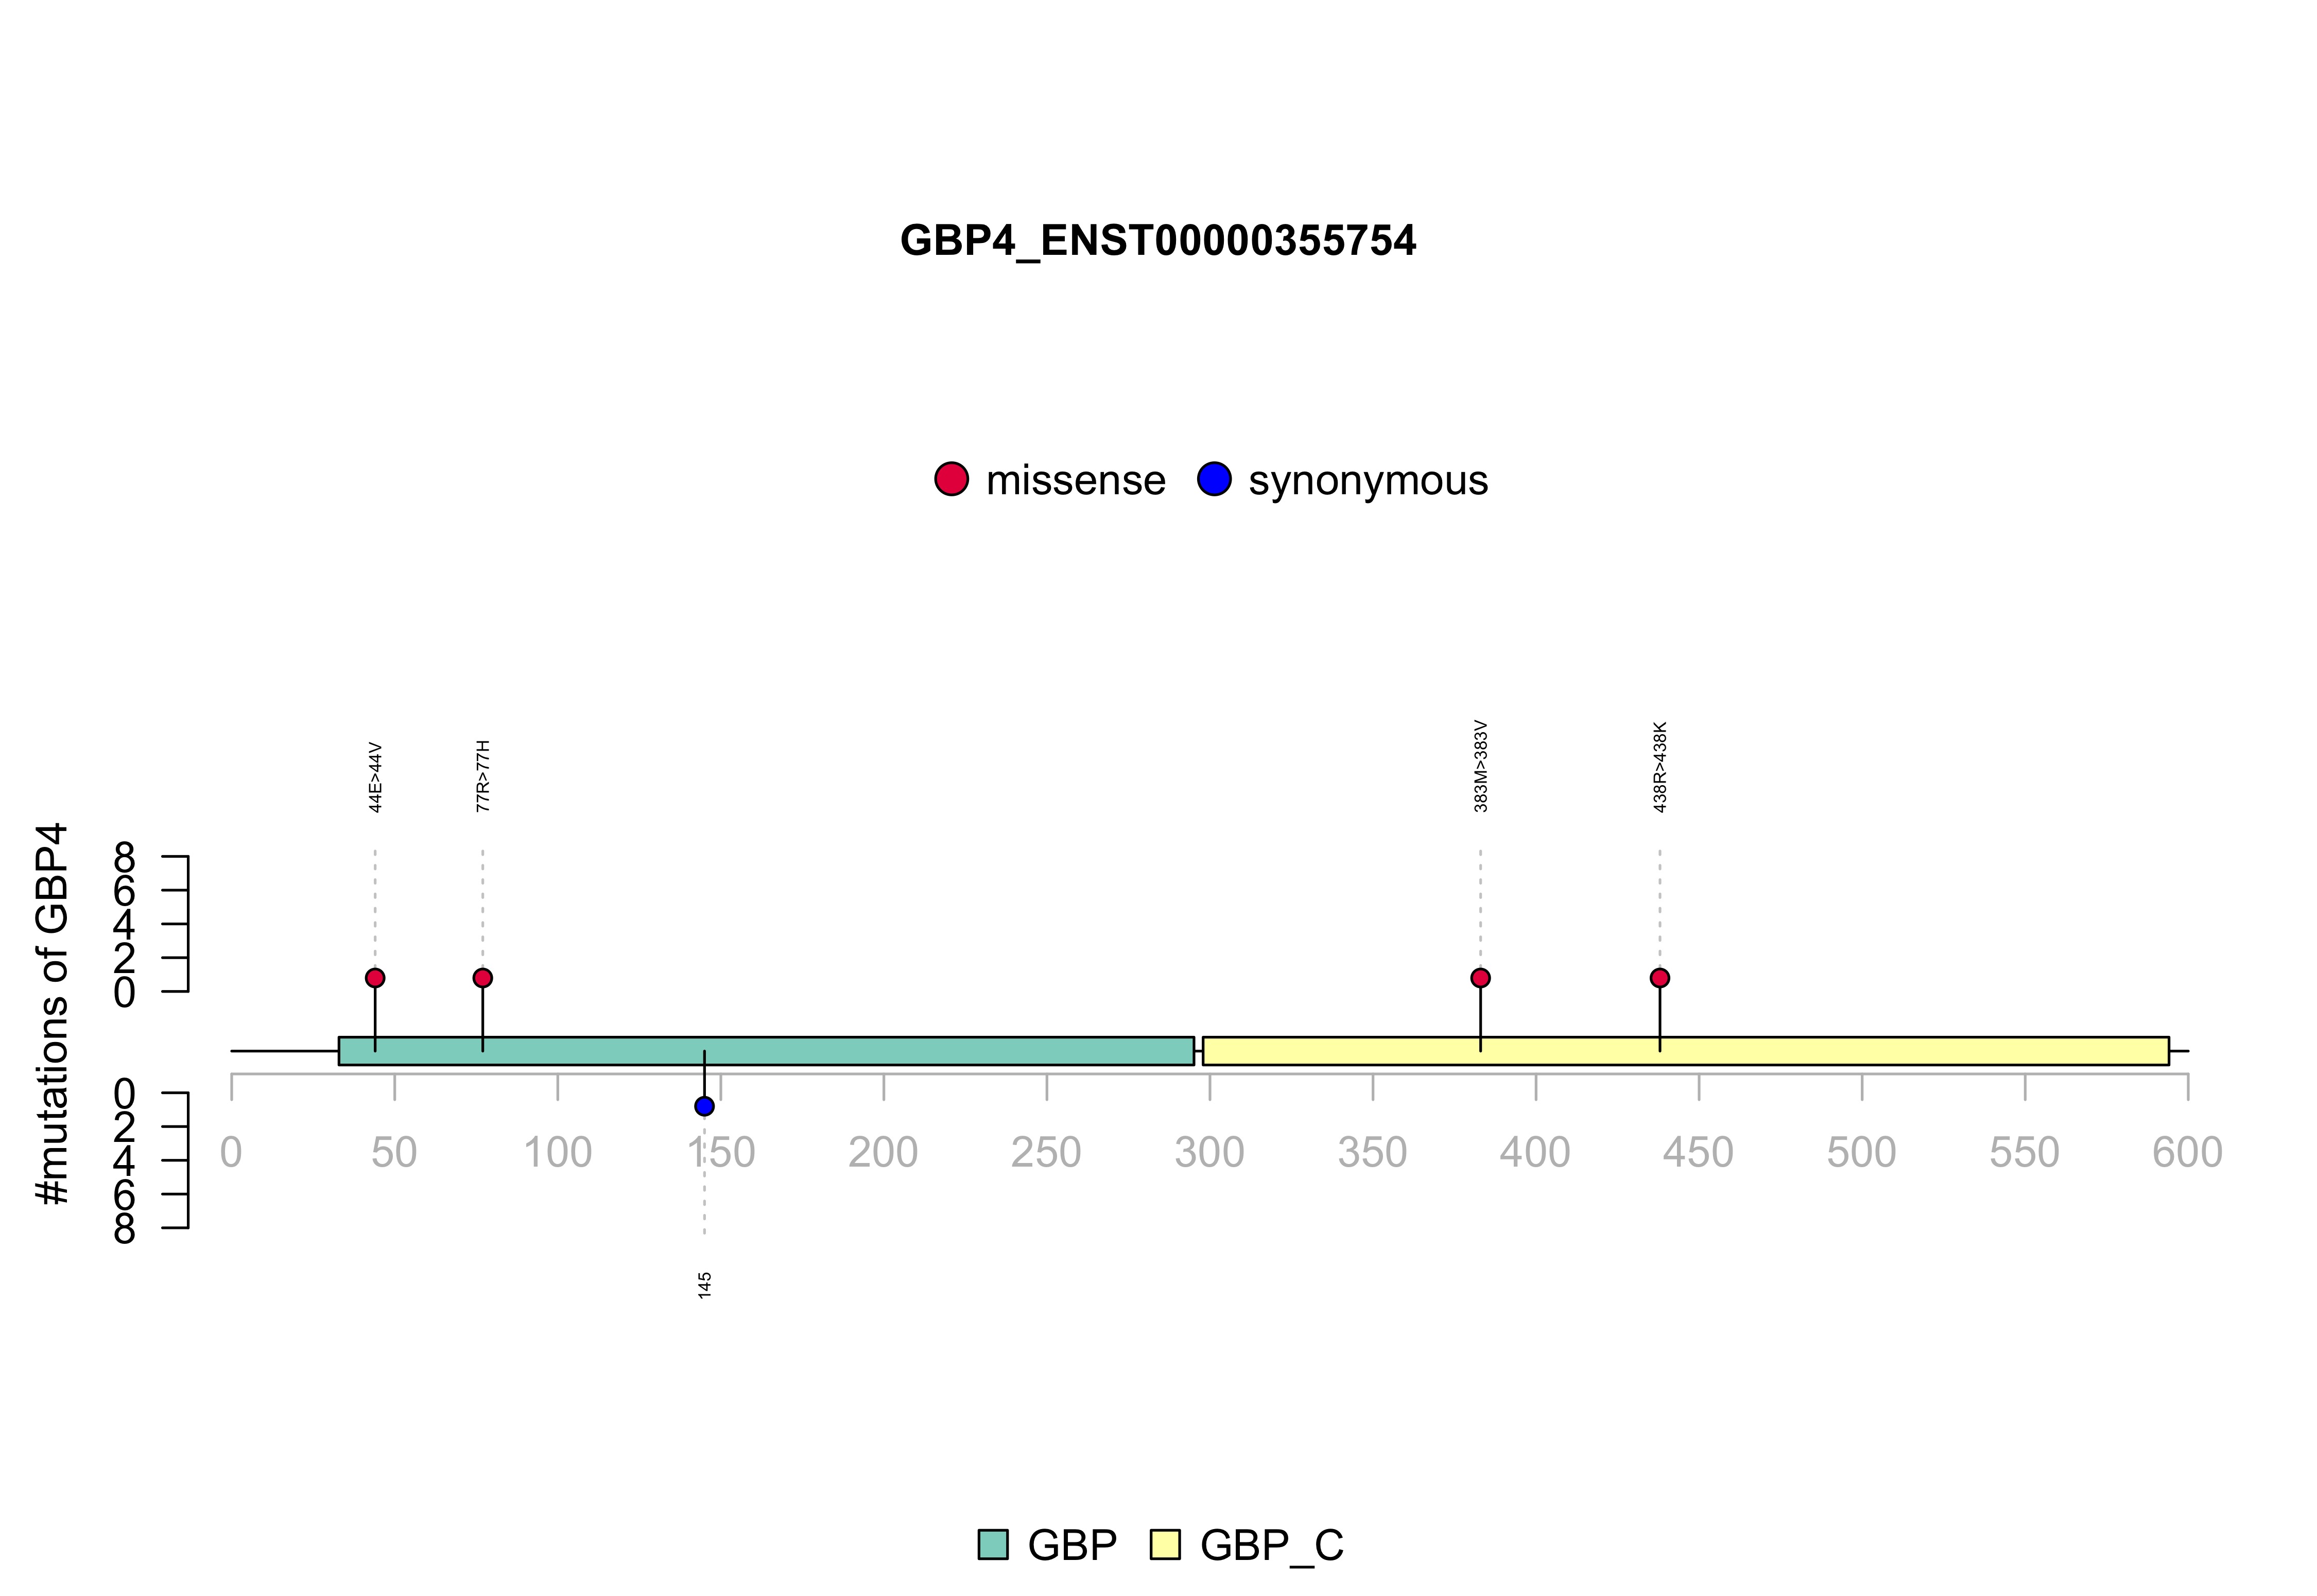 GBP4_ENST00000355754
missense synonymous
44E>44V
77R>77H
383M>383V
438R>438K
#mutations of GBP4
8
6
4
2
0
0
2
4
6
8
0 50 100 150 200 250 300 350 400 450 500 550 600
145
GBP GBP_C